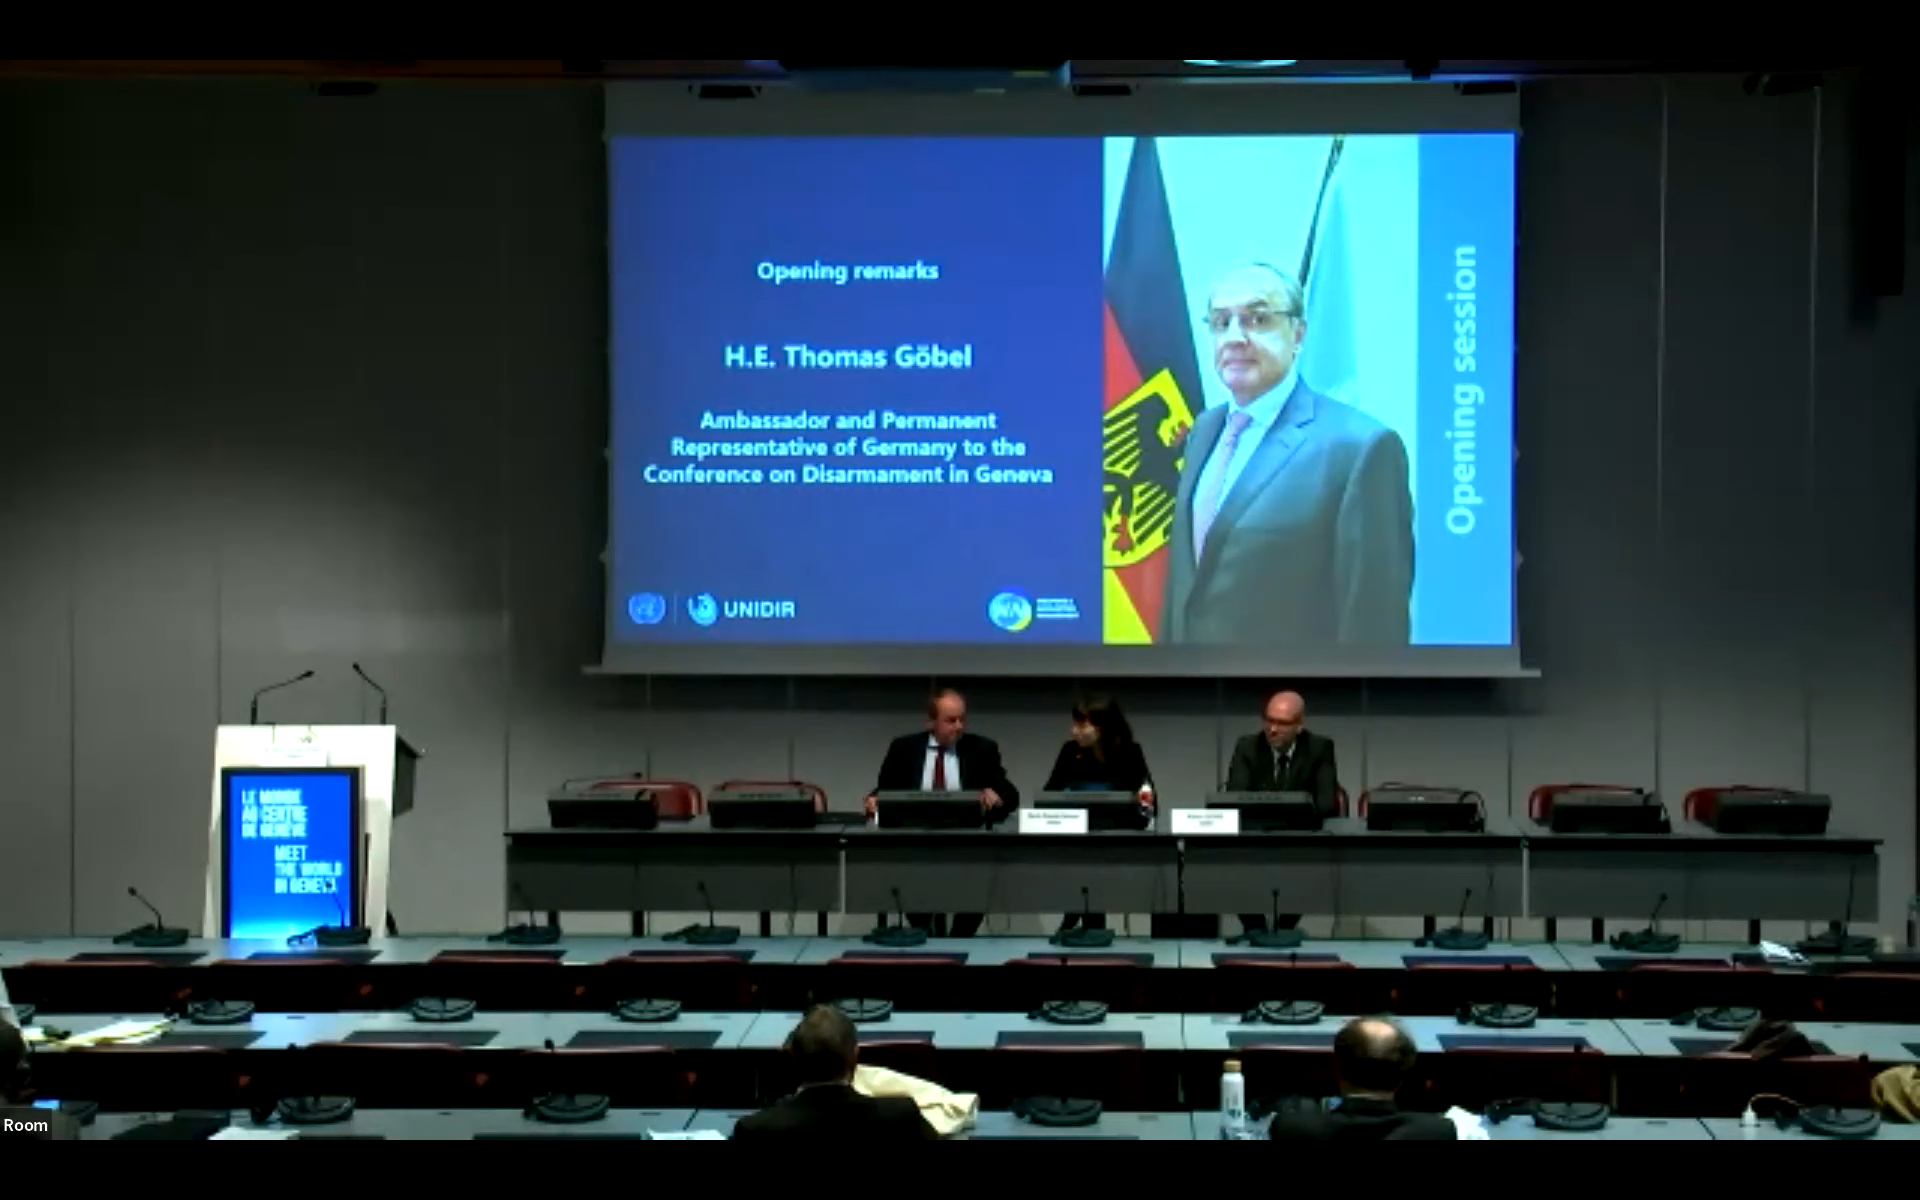 Opening remarks
H.E. Thomas Göbel
Ambassador and Permanent
Representative of Germany to the
Conference on Disarmament in Geneva
UNIDIR
Opening session
LE MONDE
AU CENTRE
DE GENÈVE
MEET
THE WORLD
IN GENEVA
Room